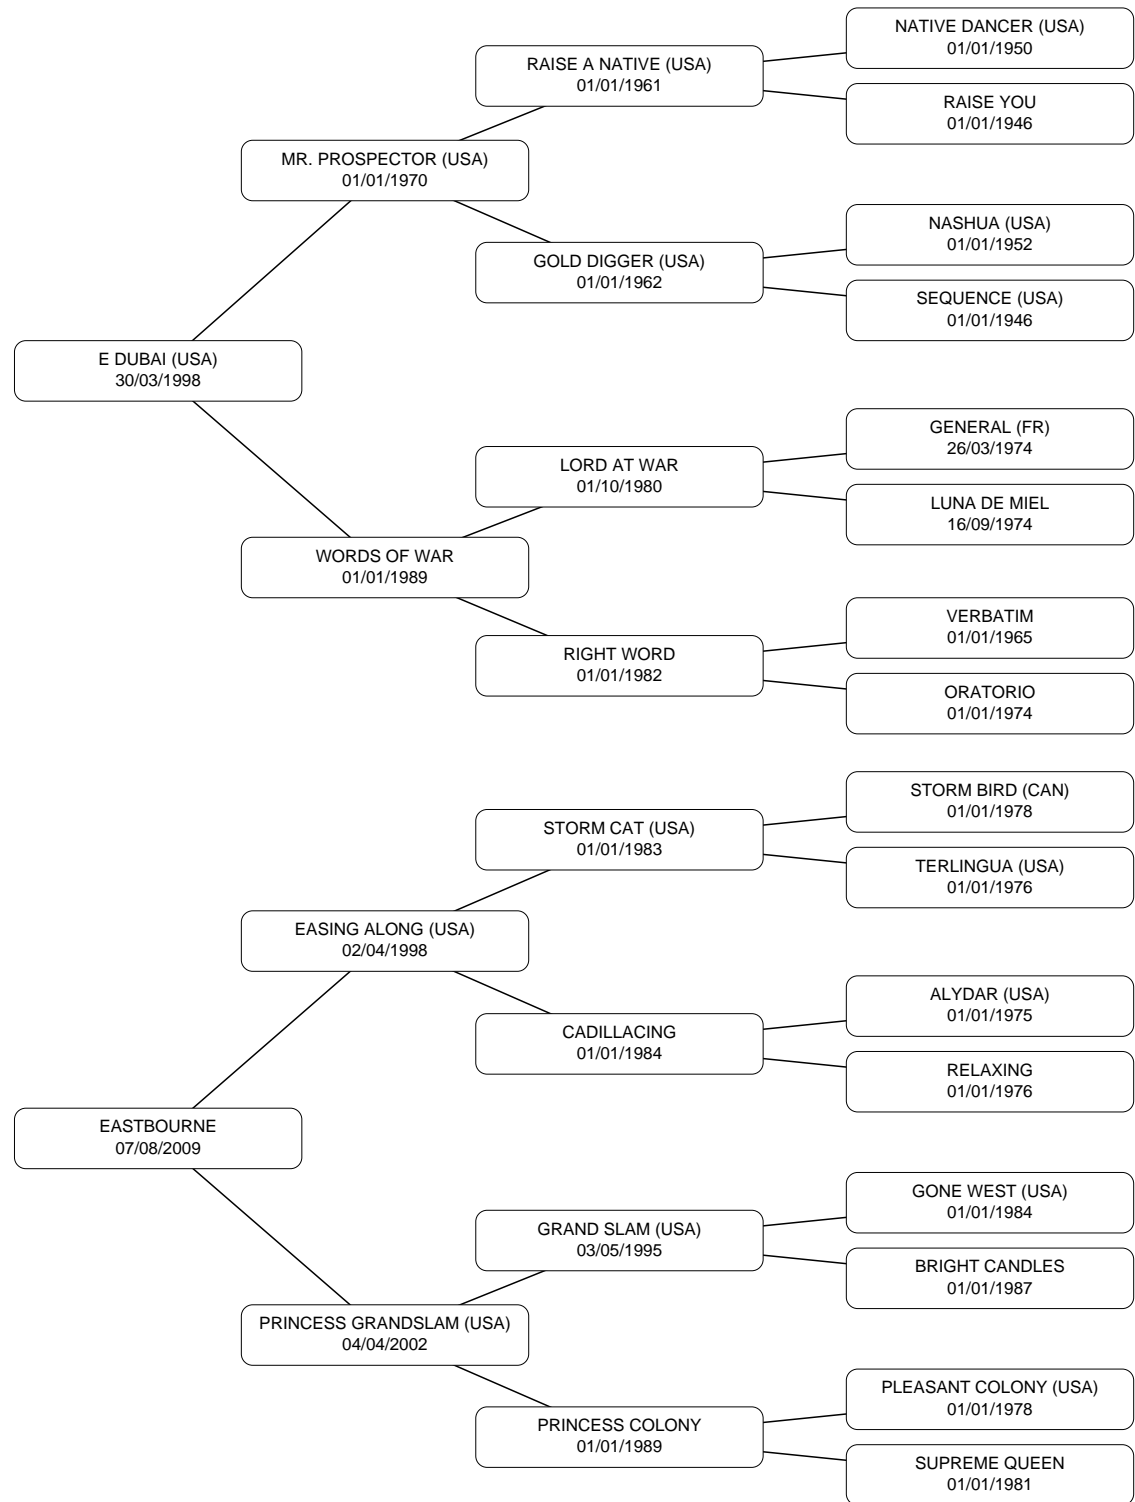 NATIVE DANCER (USA)
01/01/1950
RAISE A NATIVE (USA)
01/01/1961
RAISE YOU
01/01/1946
MR. PROSPECTOR (USA)
01/01/1970
NASHUA (USA)
01/01/1952
GOLD DIGGER (USA)
01/01/1962
SEQUENCE (USA)
01/01/1946
E DUBAI (USA)
30/03/1998
GENERAL (FR)
26/03/1974
LORD AT WAR
01/10/1980
LUNA DE MIEL
16/09/1974
WORDS OF WAR
01/01/1989
VERBATIM
01/01/1965
RIGHT WORD
01/01/1982
ORATORIO
01/01/1974
STORM BIRD (CAN)
01/01/1978
STORM CAT (USA)
01/01/1983
TERLINGUA (USA)
01/01/1976
EASING ALONG (USA)
02/04/1998
ALYDAR (USA)
01/01/1975
CADILLACING
01/01/1984
RELAXING
01/01/1976
EASTBOURNE
07/08/2009
GONE WEST (USA)
01/01/1984
GRAND SLAM (USA)
03/05/1995
BRIGHT CANDLES
01/01/1987
PRINCESS GRANDSLAM (USA)
04/04/2002
PLEASANT COLONY (USA)
01/01/1978
PRINCESS COLONY
01/01/1989
SUPREME QUEEN
01/01/1981